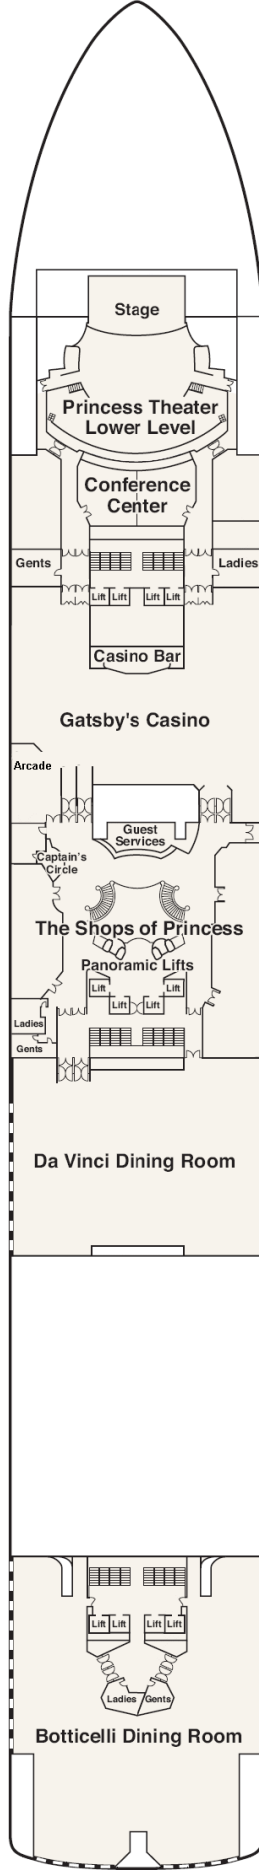 Stage
Princess Theater
Lower Level
Conference
Center
Gents
Ladies
Lift Lift Lift Lift
Casino Bar
Gatsby's Casino
Arcade
Guest
Services
Captain's
Circle
The Shops of Princess
Panoramic Lifts
Lift Lift
Lift Lift
Ladies
Gents
Da Vinci Dining Room
Lift Lift Lift Lift
Ladies Gents
Botticelli Dining Room